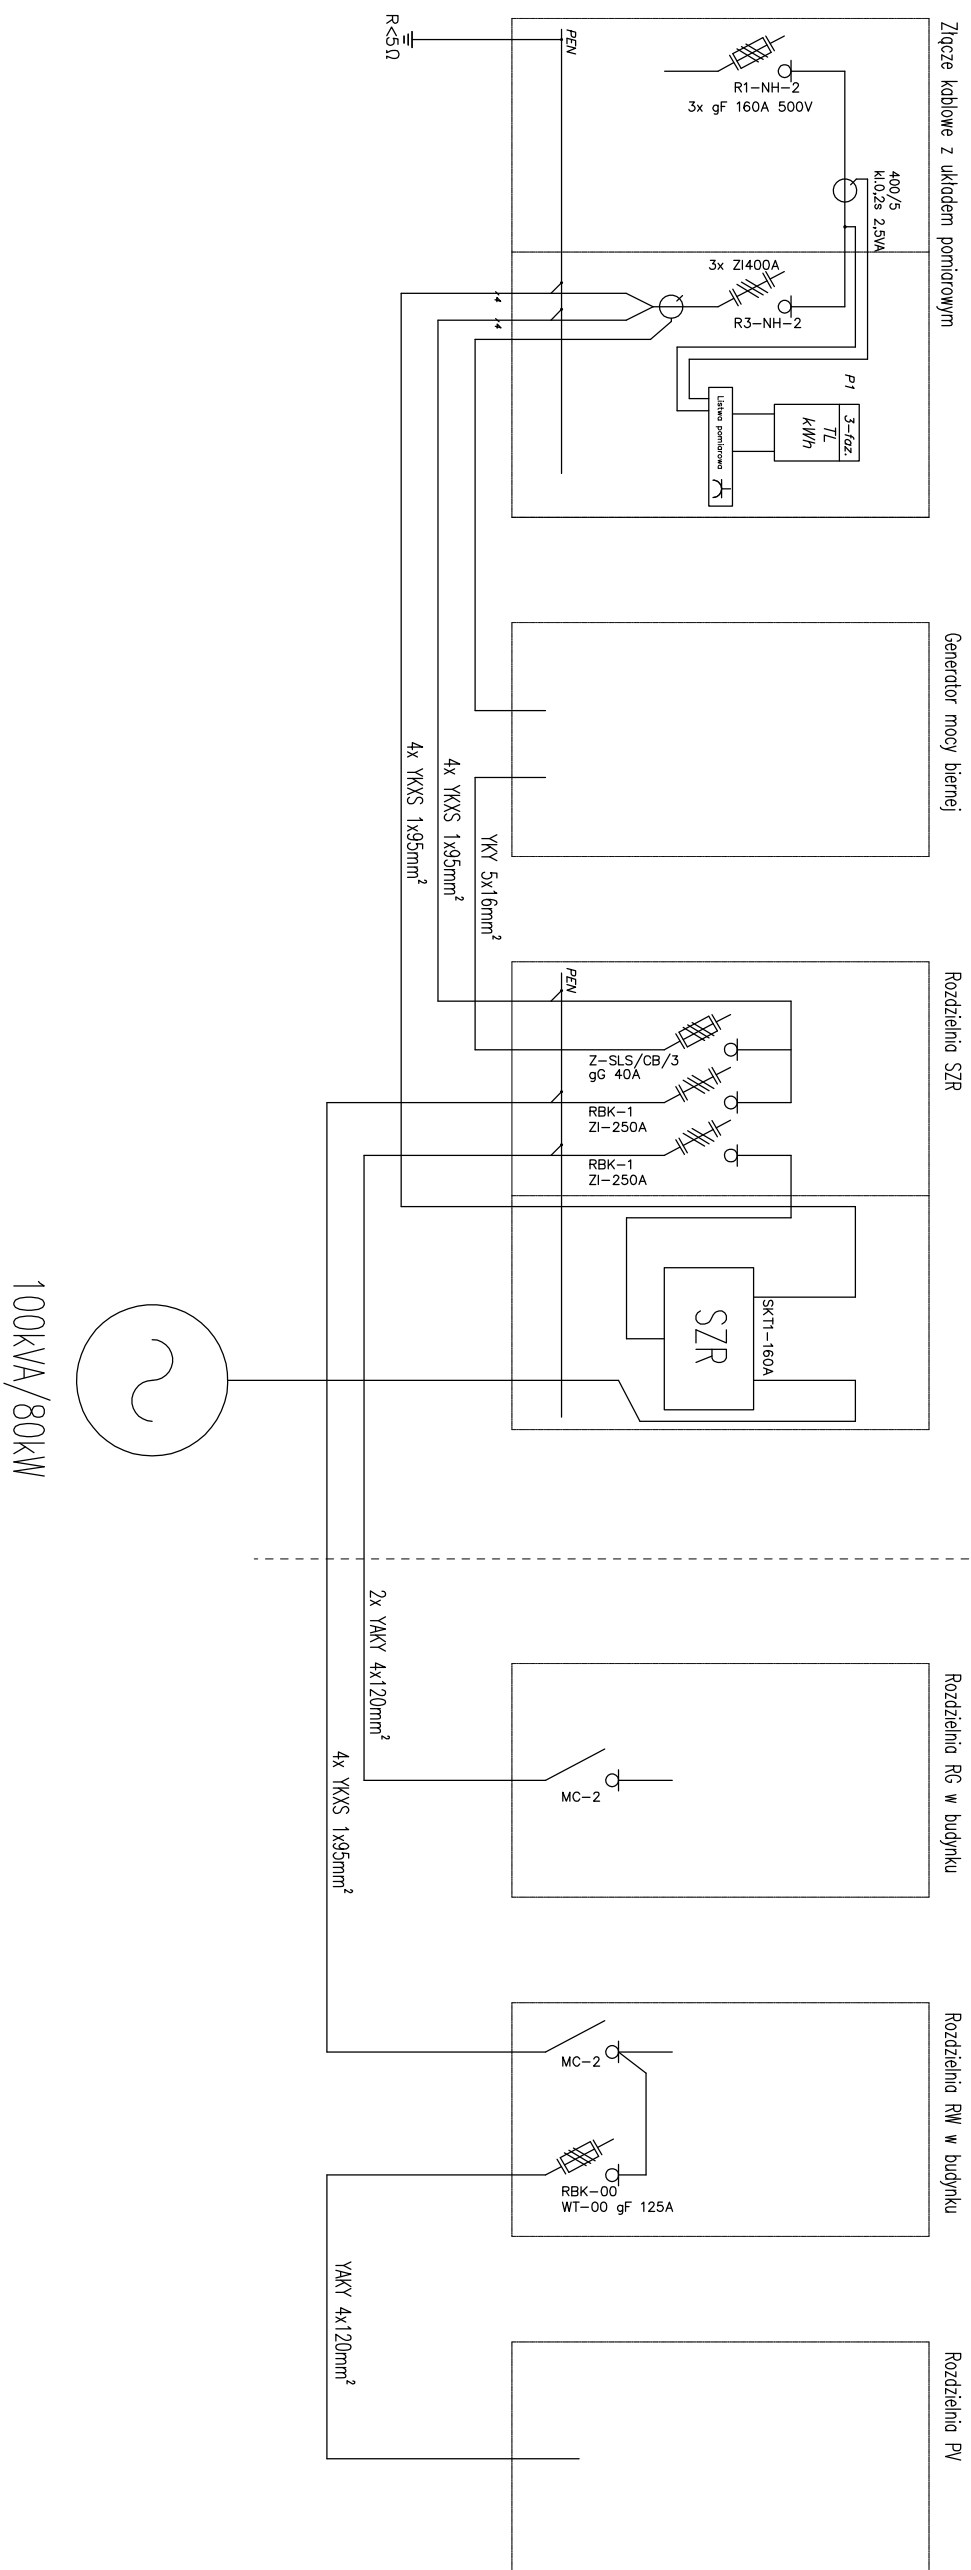 Złącze kablowe z układem pomiarowym
R1-NH-2
3x gF 160A 500V
400/5
kl.0,2s 2,5VA
3x ZI400A
R3-NH-2
P1
3-faz.
TL
kWh
Listwa pomiarowa
PEN
R<5Ω
4
4
Generator mocy biernej
4x YKXS 1x95mm²
4x YKXS 1x95mm²
YKY 5x16mm²
Rozdzielnia SZR
PEN
Z-SLS/CB/3
gG 40A
RBK-1
ZI-250A
RBK-1
ZI-250A
SKT1-160A
SZR
100kVA/80kW
2x YAKY 4x120mm²
4x YKXS 1x95mm²
Rozdzielnia RG w budynku
MC-2
Rozdzielnia RW w budynku
MC-2
RBK-00
WT-00 gF 125A
YAKY 4x120mm²
Rozdzielnia PV